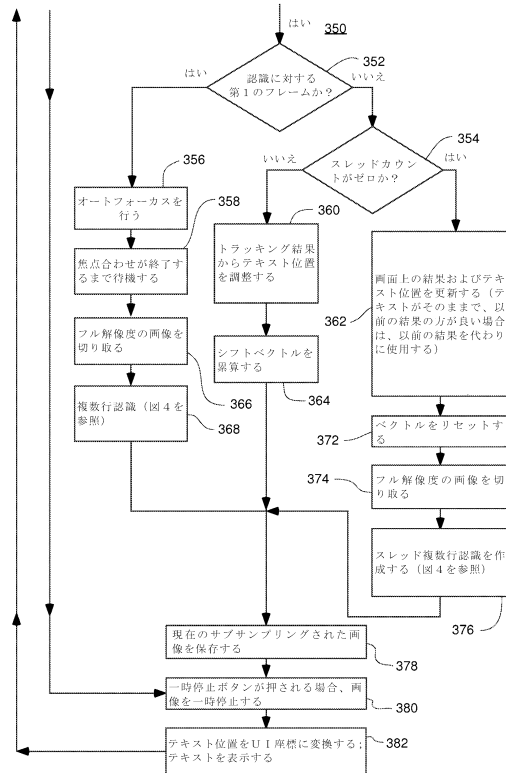 はい
350
352
認識に対する
第1のフレームか?
はい
いいえ
354
スレッドカウン
トがゼロか?
いいえ
はい
356
オートフォーカスを
行う
358
焦点合わせが終了す
るまで待機する
フル解像度の画像を
切り取る
366
複数行認識(図4を
参照)
368
360
トラッキング結果
からテキスト位置
を調整する
シフトベクトルを
累算する
364
362
画面上の結果およびテキ
スト位置を更新する(テ
キストがそのままで、以
前の結果の方が良い場合
は、以前の結果を代わり
に使用する)
372
ベクトルをリセットす
る
374
フル解像度の画像を切
り取る
スレッド複数行認識を作
成する(図4を参照)
376
現在のサブサンプリングされた画
像を保存する
378
一時停止ボタンが押される場合、画
像を一時停止する
380
テキスト位置をUI座標に変換する;
テキストを表示する
382